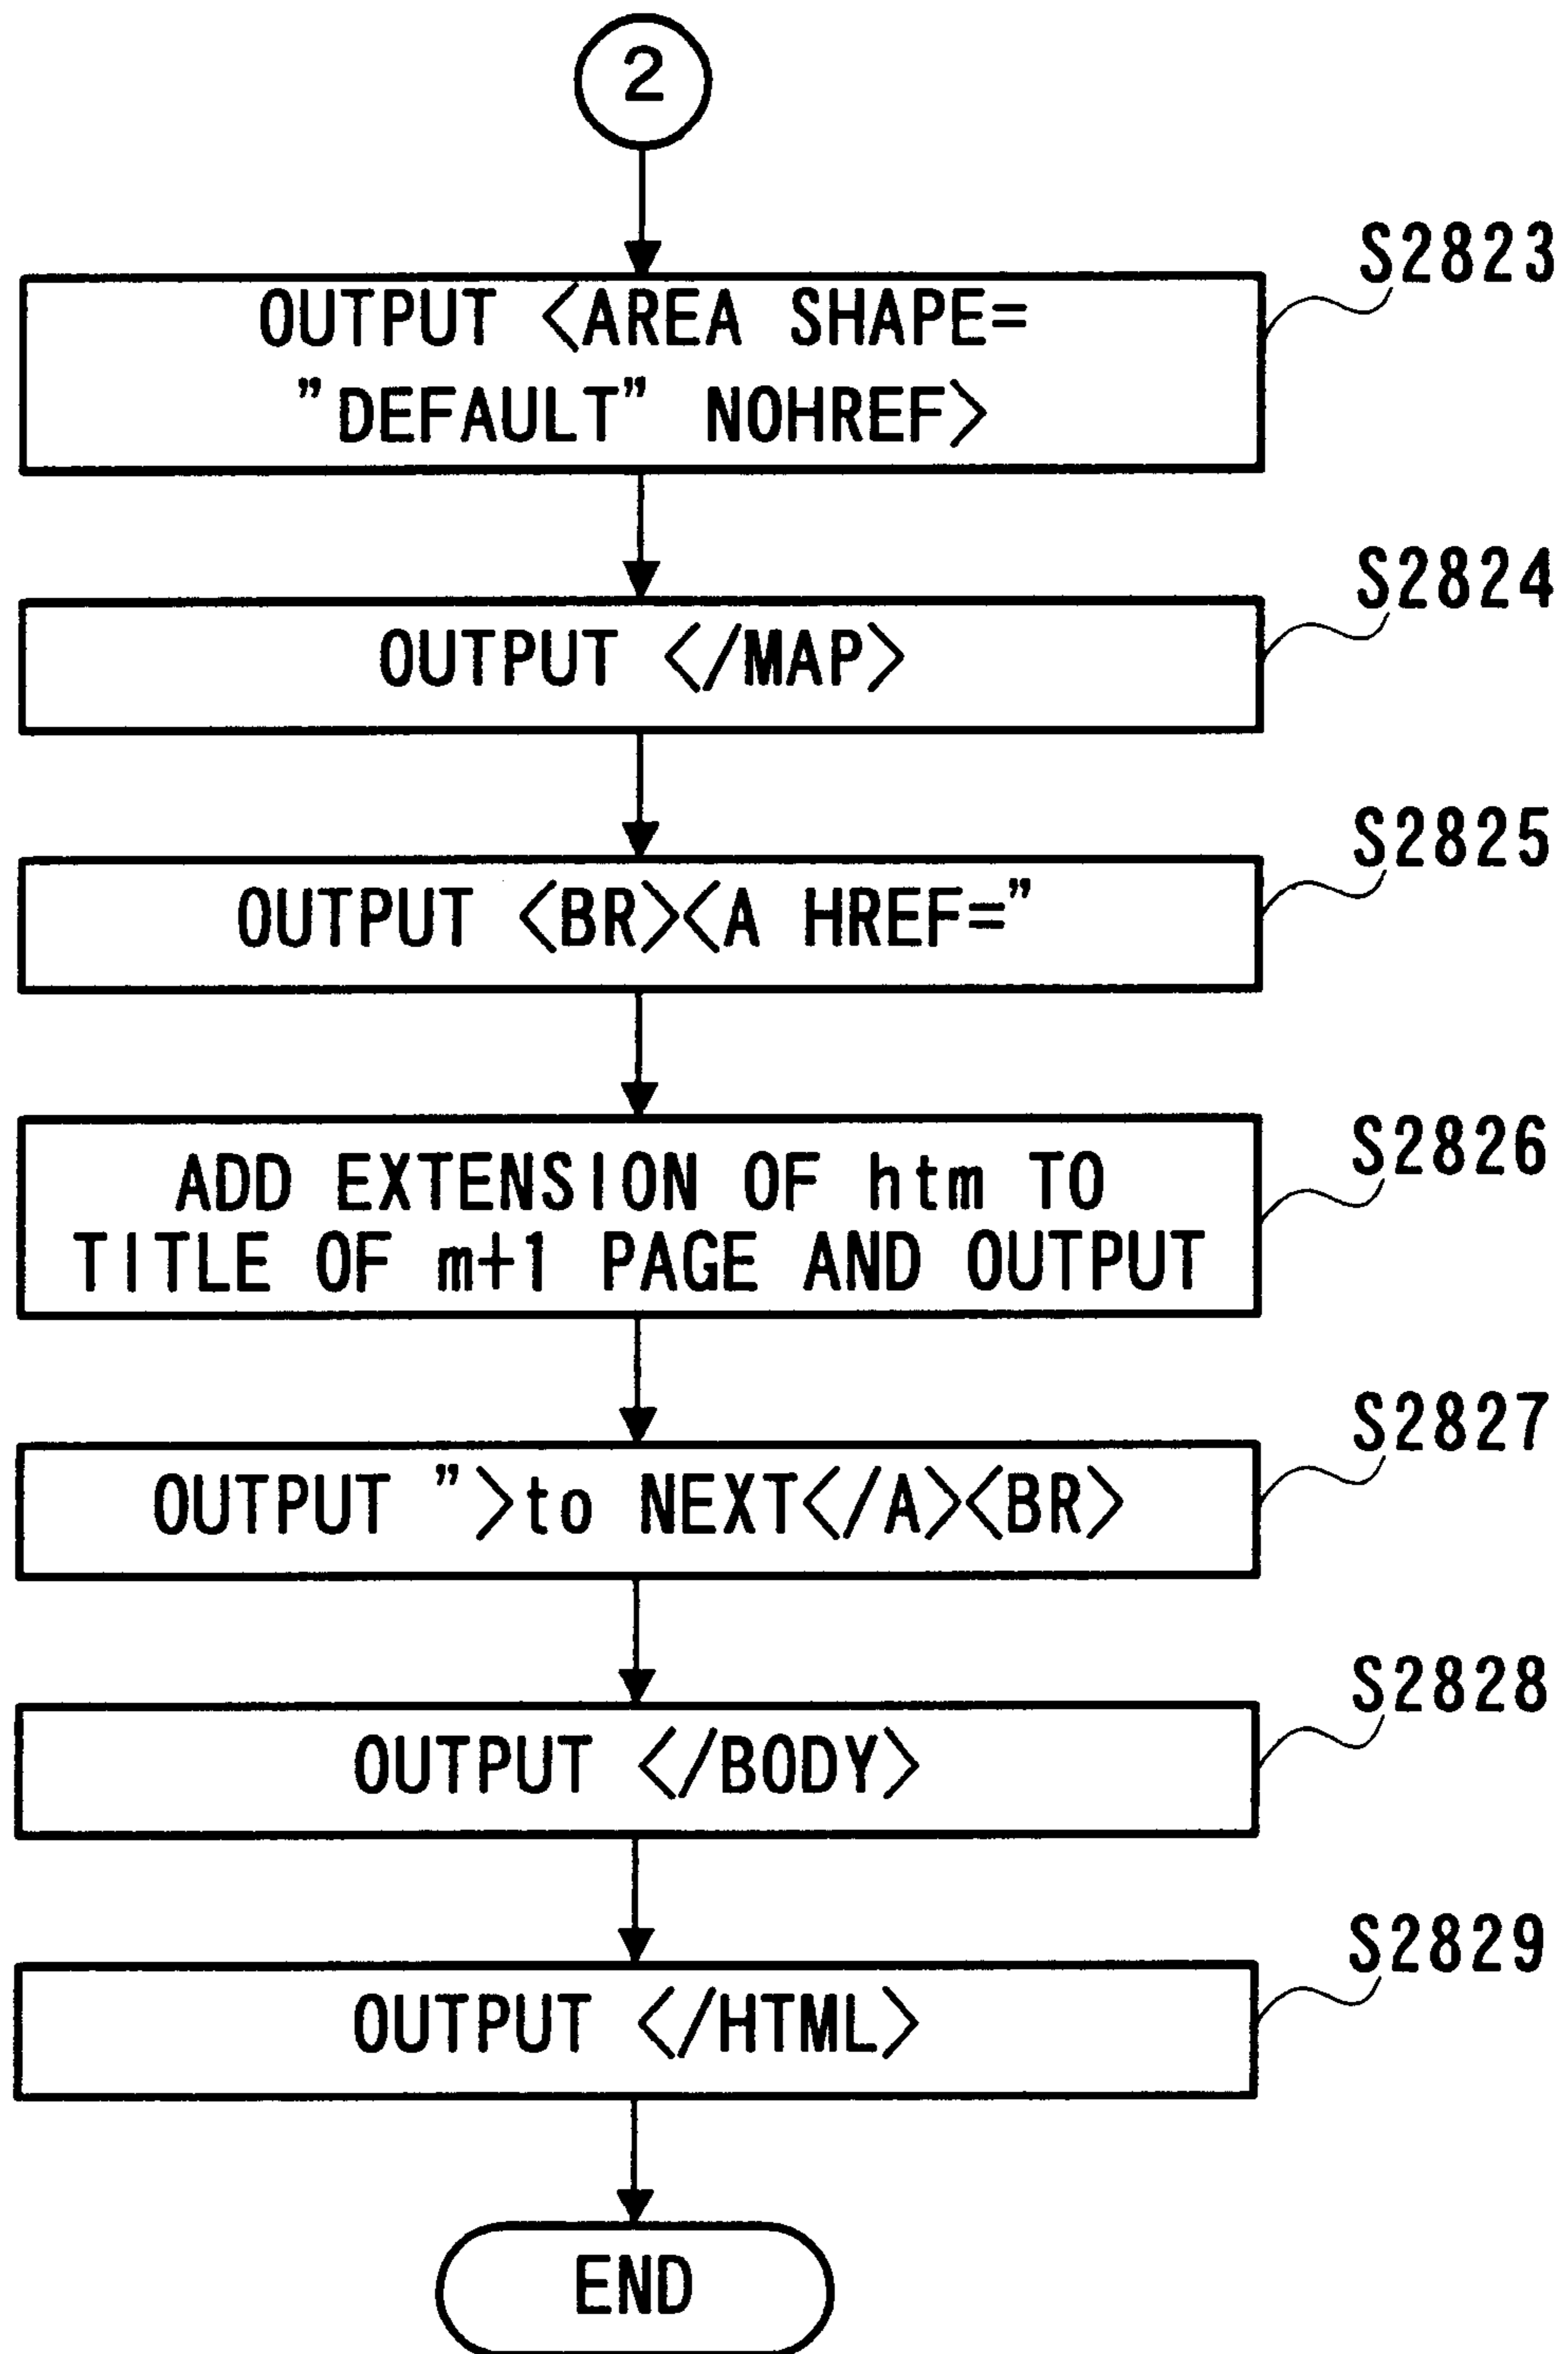 2
S2823
OUTPUT <AREA SHAPE=
"DEFAULT" NOHREF>
S2824
OUTPUT </MAP>
S2825
OUTPUT <BR><A HREF="
S2826
ADD EXTENSION OF htm TO
TITLE OF m+1 PAGE AND OUTPUT
S2827
OUTPUT ">to NEXT</A><BR>
S2828
OUTPUT </BODY>
S2829
OUTPUT </HTML>
END